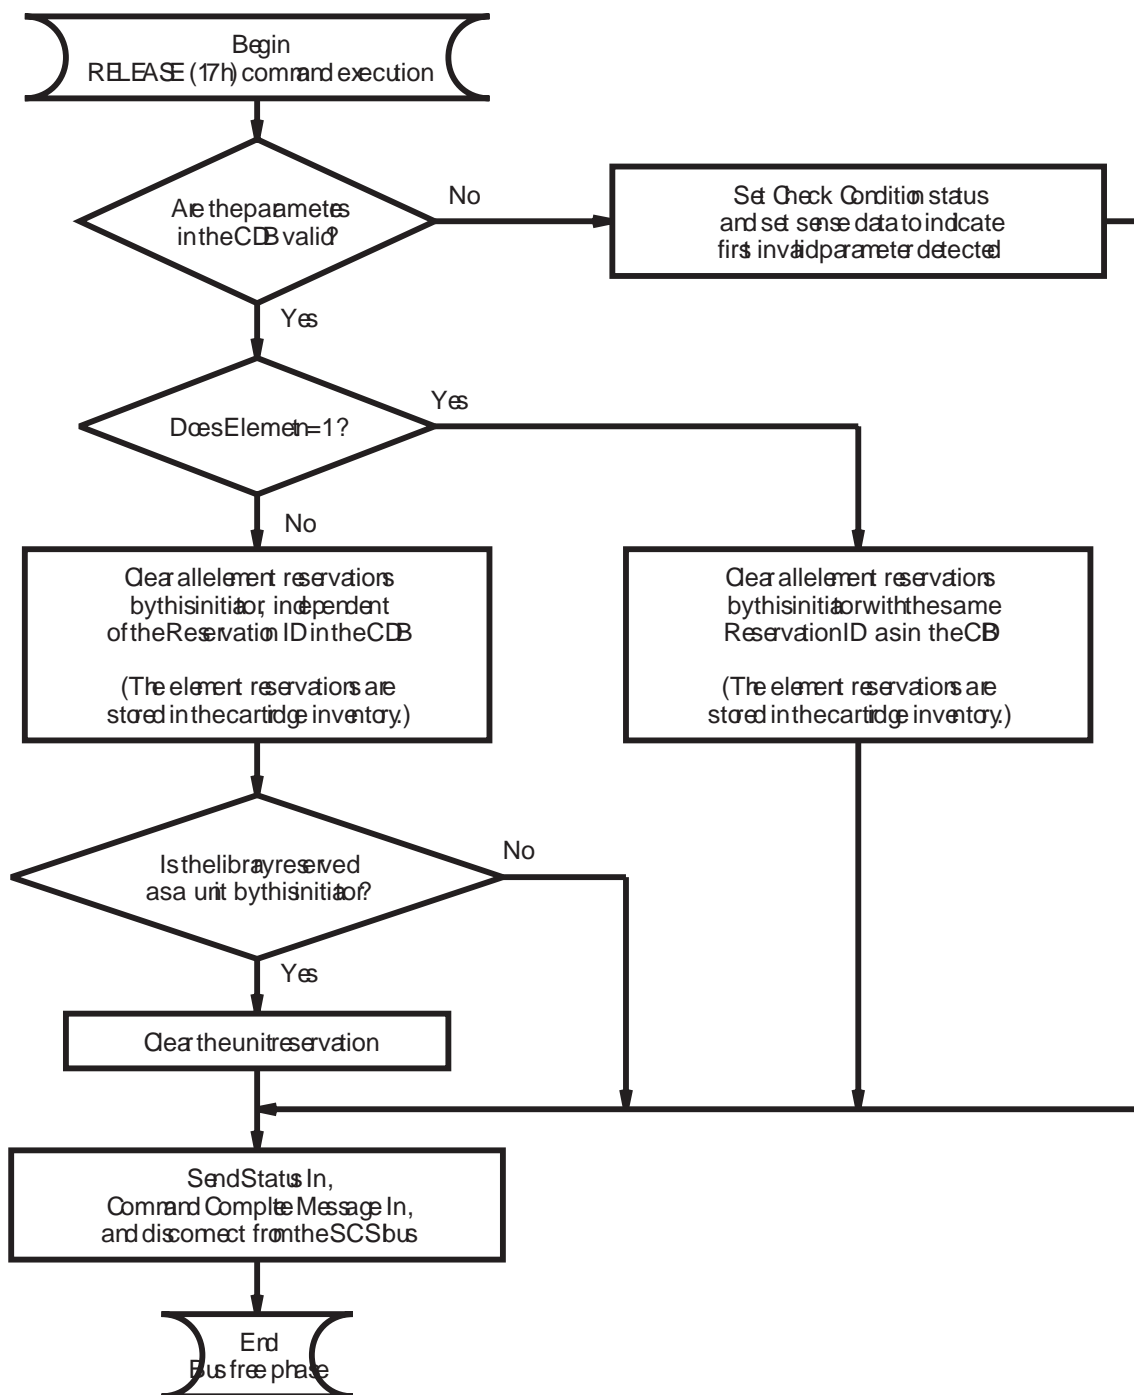 Begin
RELEASE (17h) command execution
Are the parameters
in the CDB valid?
No
Set Check Condition status
and set sense data to indicate
first invalid parameter detected
Yes
Does Element=1?
Yes
No
Clear all element reservations
by this initiator, independent
of the Reservation ID in the CDB
(The element reservations are
stored in the cartridge inventory.)
Clear all element reservations
by this initiator with the same
Reservation ID as in the CDB
(The element reservations are
stored in the cartridge inventory.)
Is the library reserved
as a unit by this initiator?
No
Yes
Clear the unit reservation
Send Status In,
Command Complete Message In,
and disconnect from the SCSI bus
End
Bus free phase